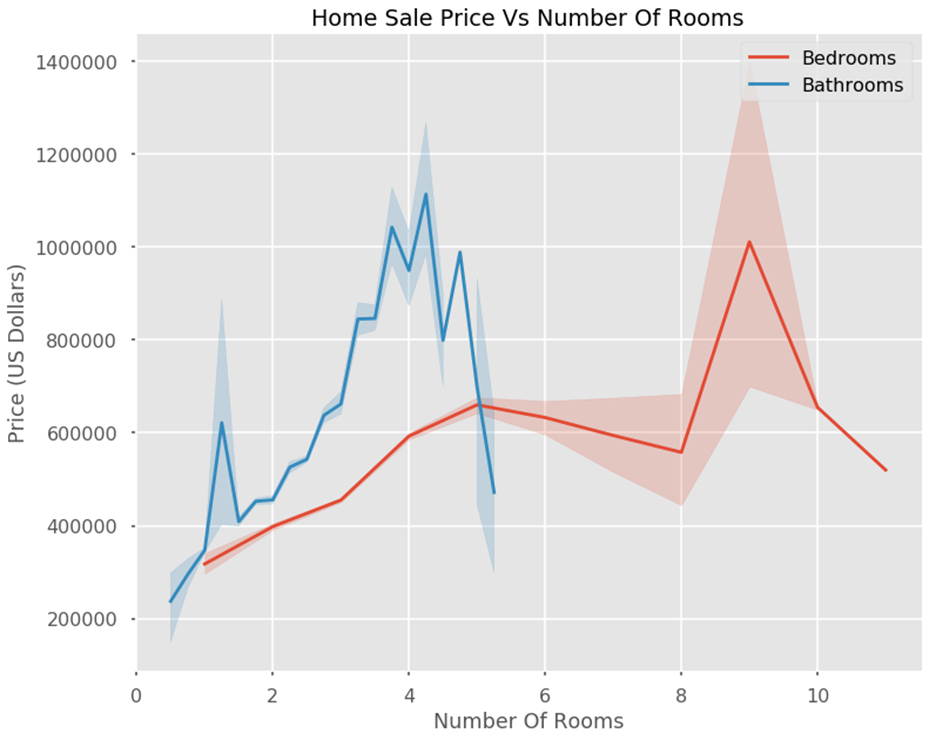 Home Sale Price Vs Number Of Rooms
Bedrooms
Bathrooms
1400000
1200000
1000000
800000
600000
400000
200000
Price (US Dollars)
0 2 4 6 8 10
Number Of Rooms